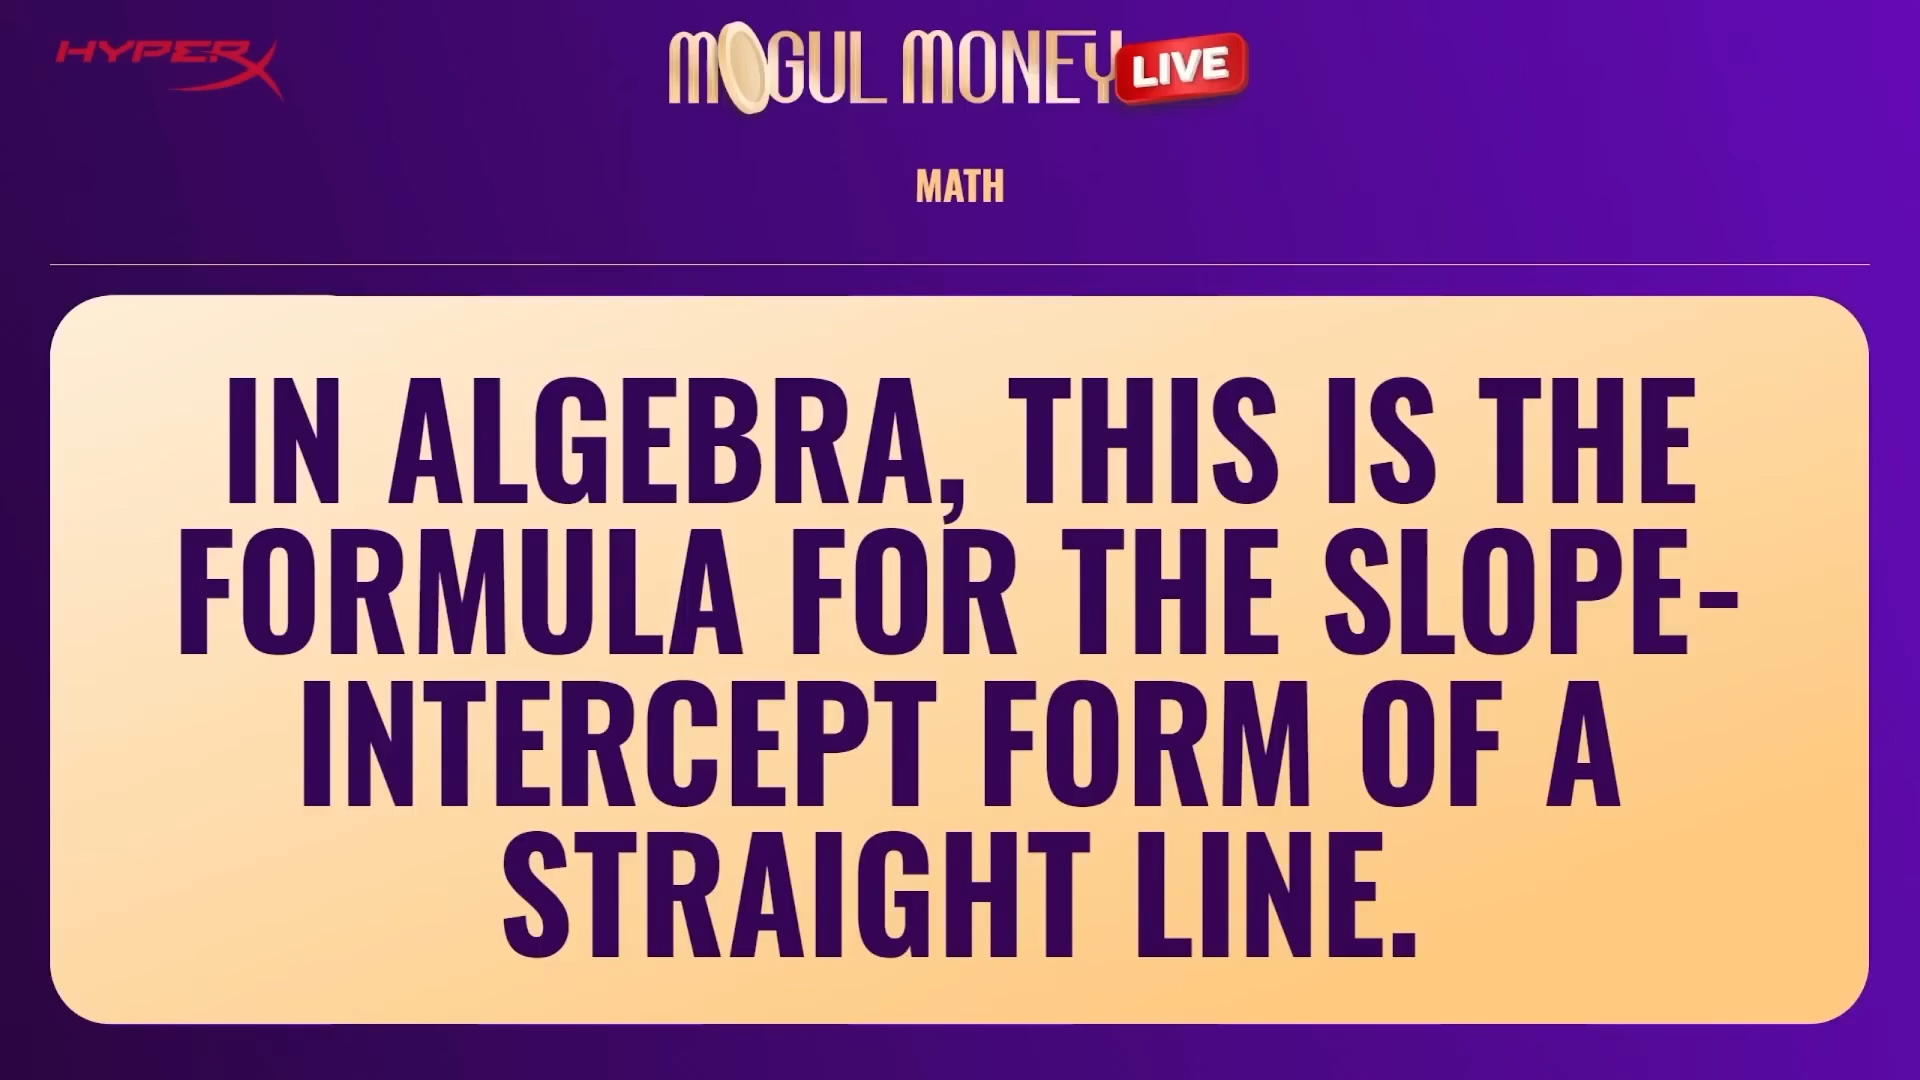 HYPERX
MOGUL MONEY LIVE
MATH
IN ALGEBRA, THIS IS THE
FORMULA FOR THE SLOPE-
INTERCEPT FORM OF A
STRAIGHT LINE.